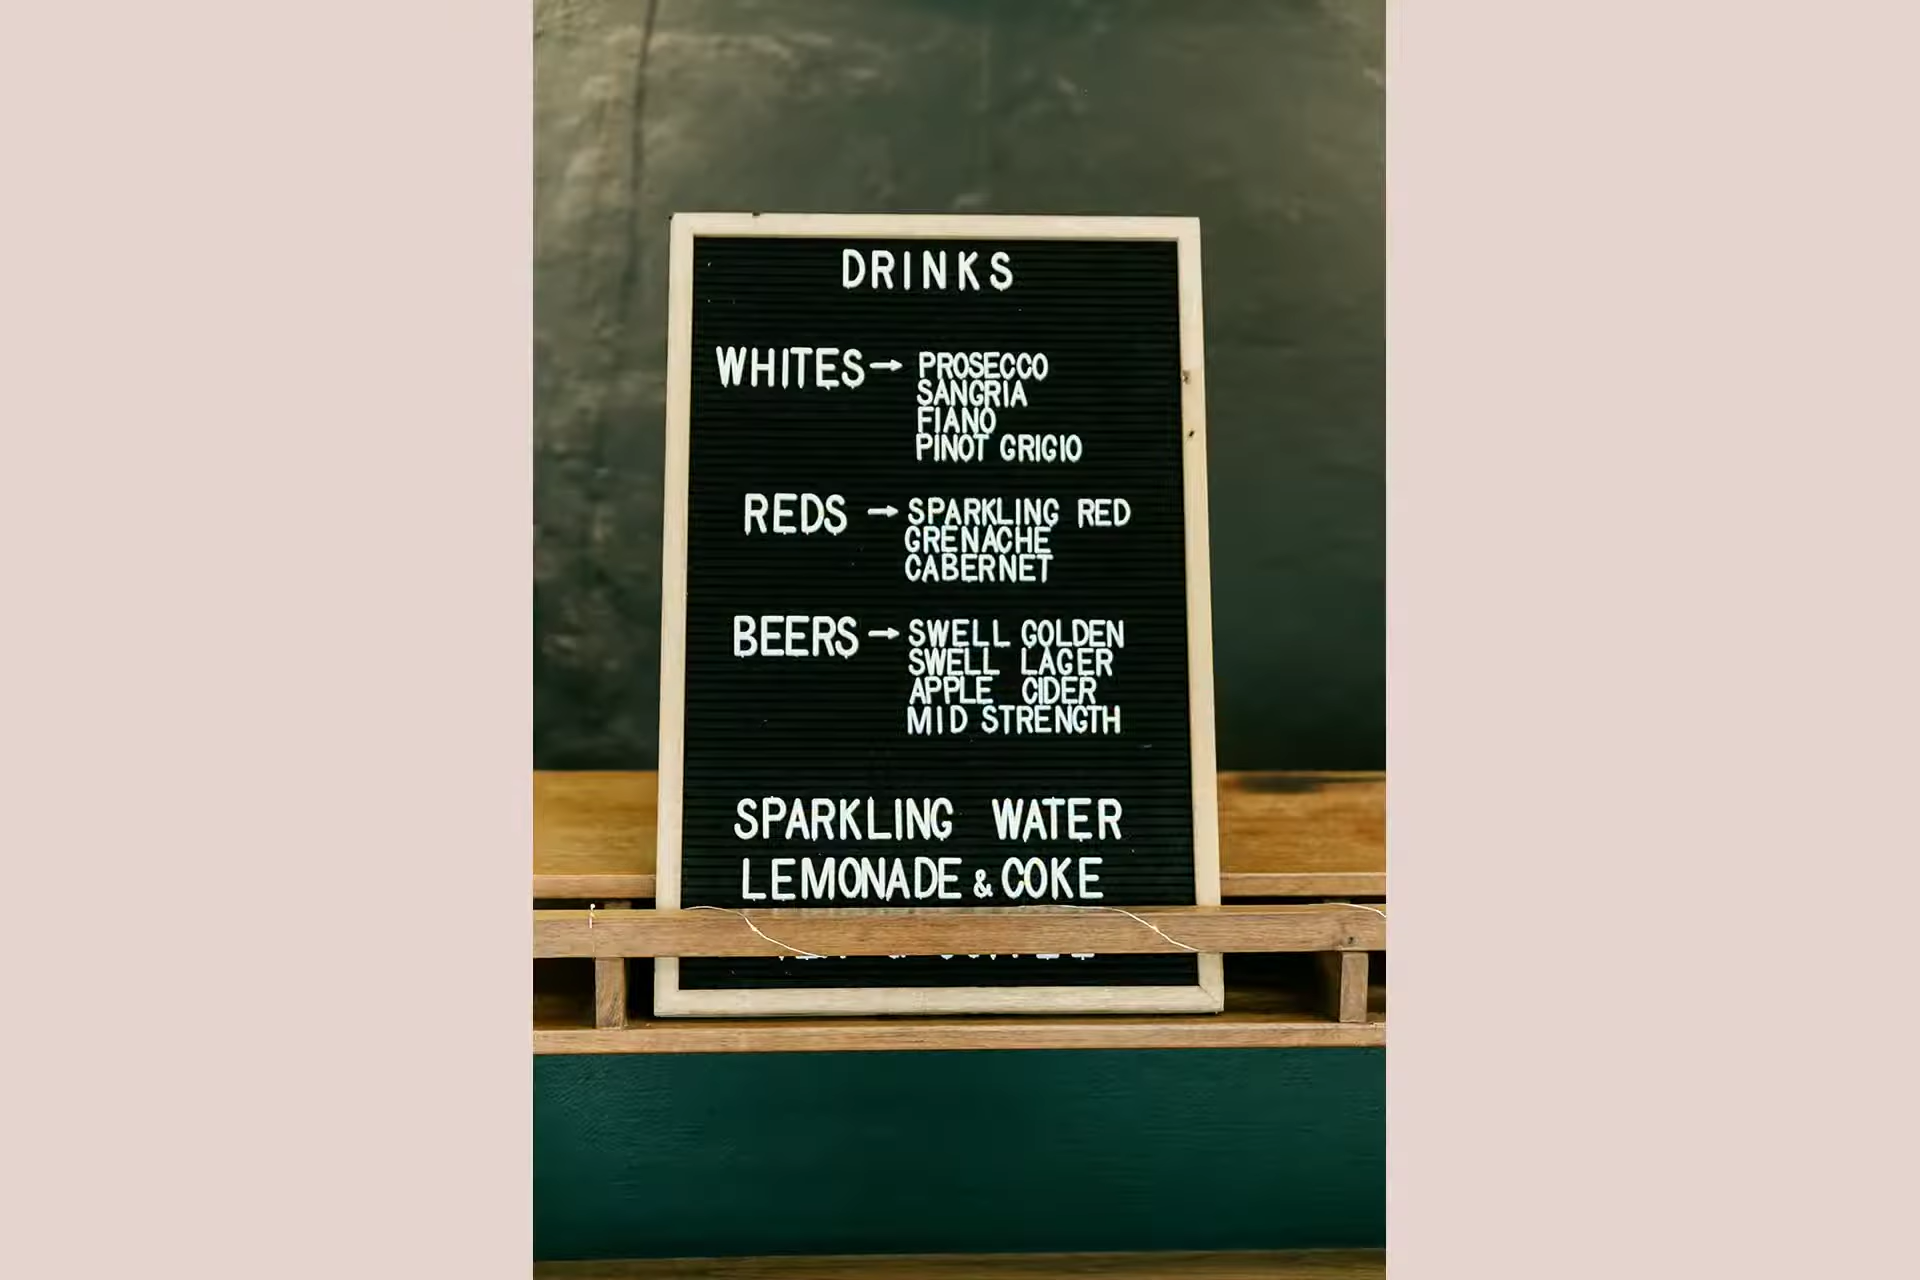 DRINKS
WHITES → PROSECCO
SANGRIA
FIANO
PINOT GRIGIO
REDS → SPARKLING RED
GRENACHE
CABERNET
BEERS → SWELL GOLDEN
SWELL LAGER
APPLE CIDER
MID STRENGTH
SPARKLING WATER
LEMONADE & COKE